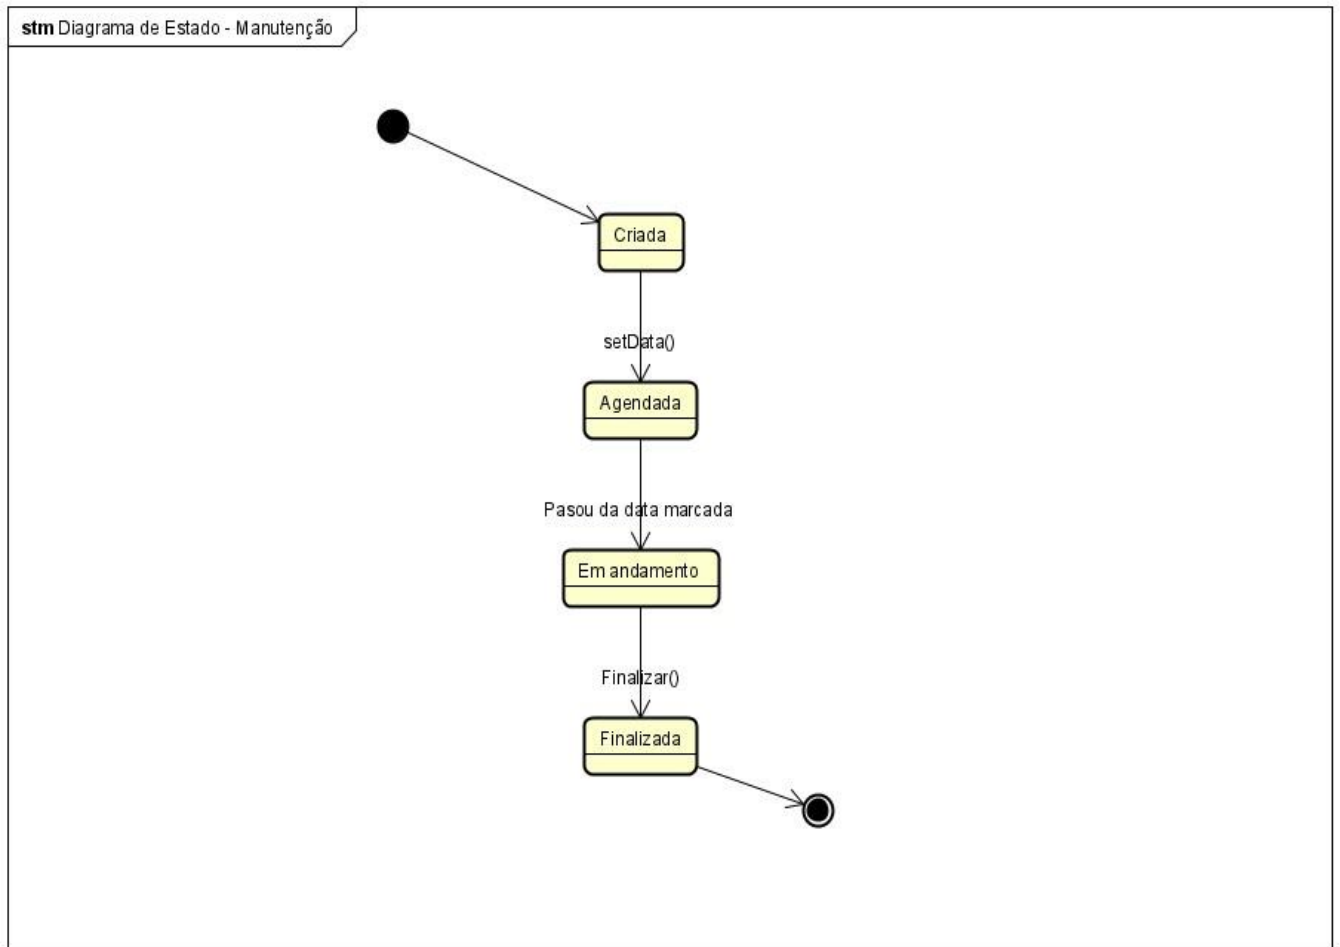 stm Diagrama de Estado - Manutenção
Criada
setData()
Agendada
Pasou da data marcada
Em andamento
Finalizar()
Finalizada